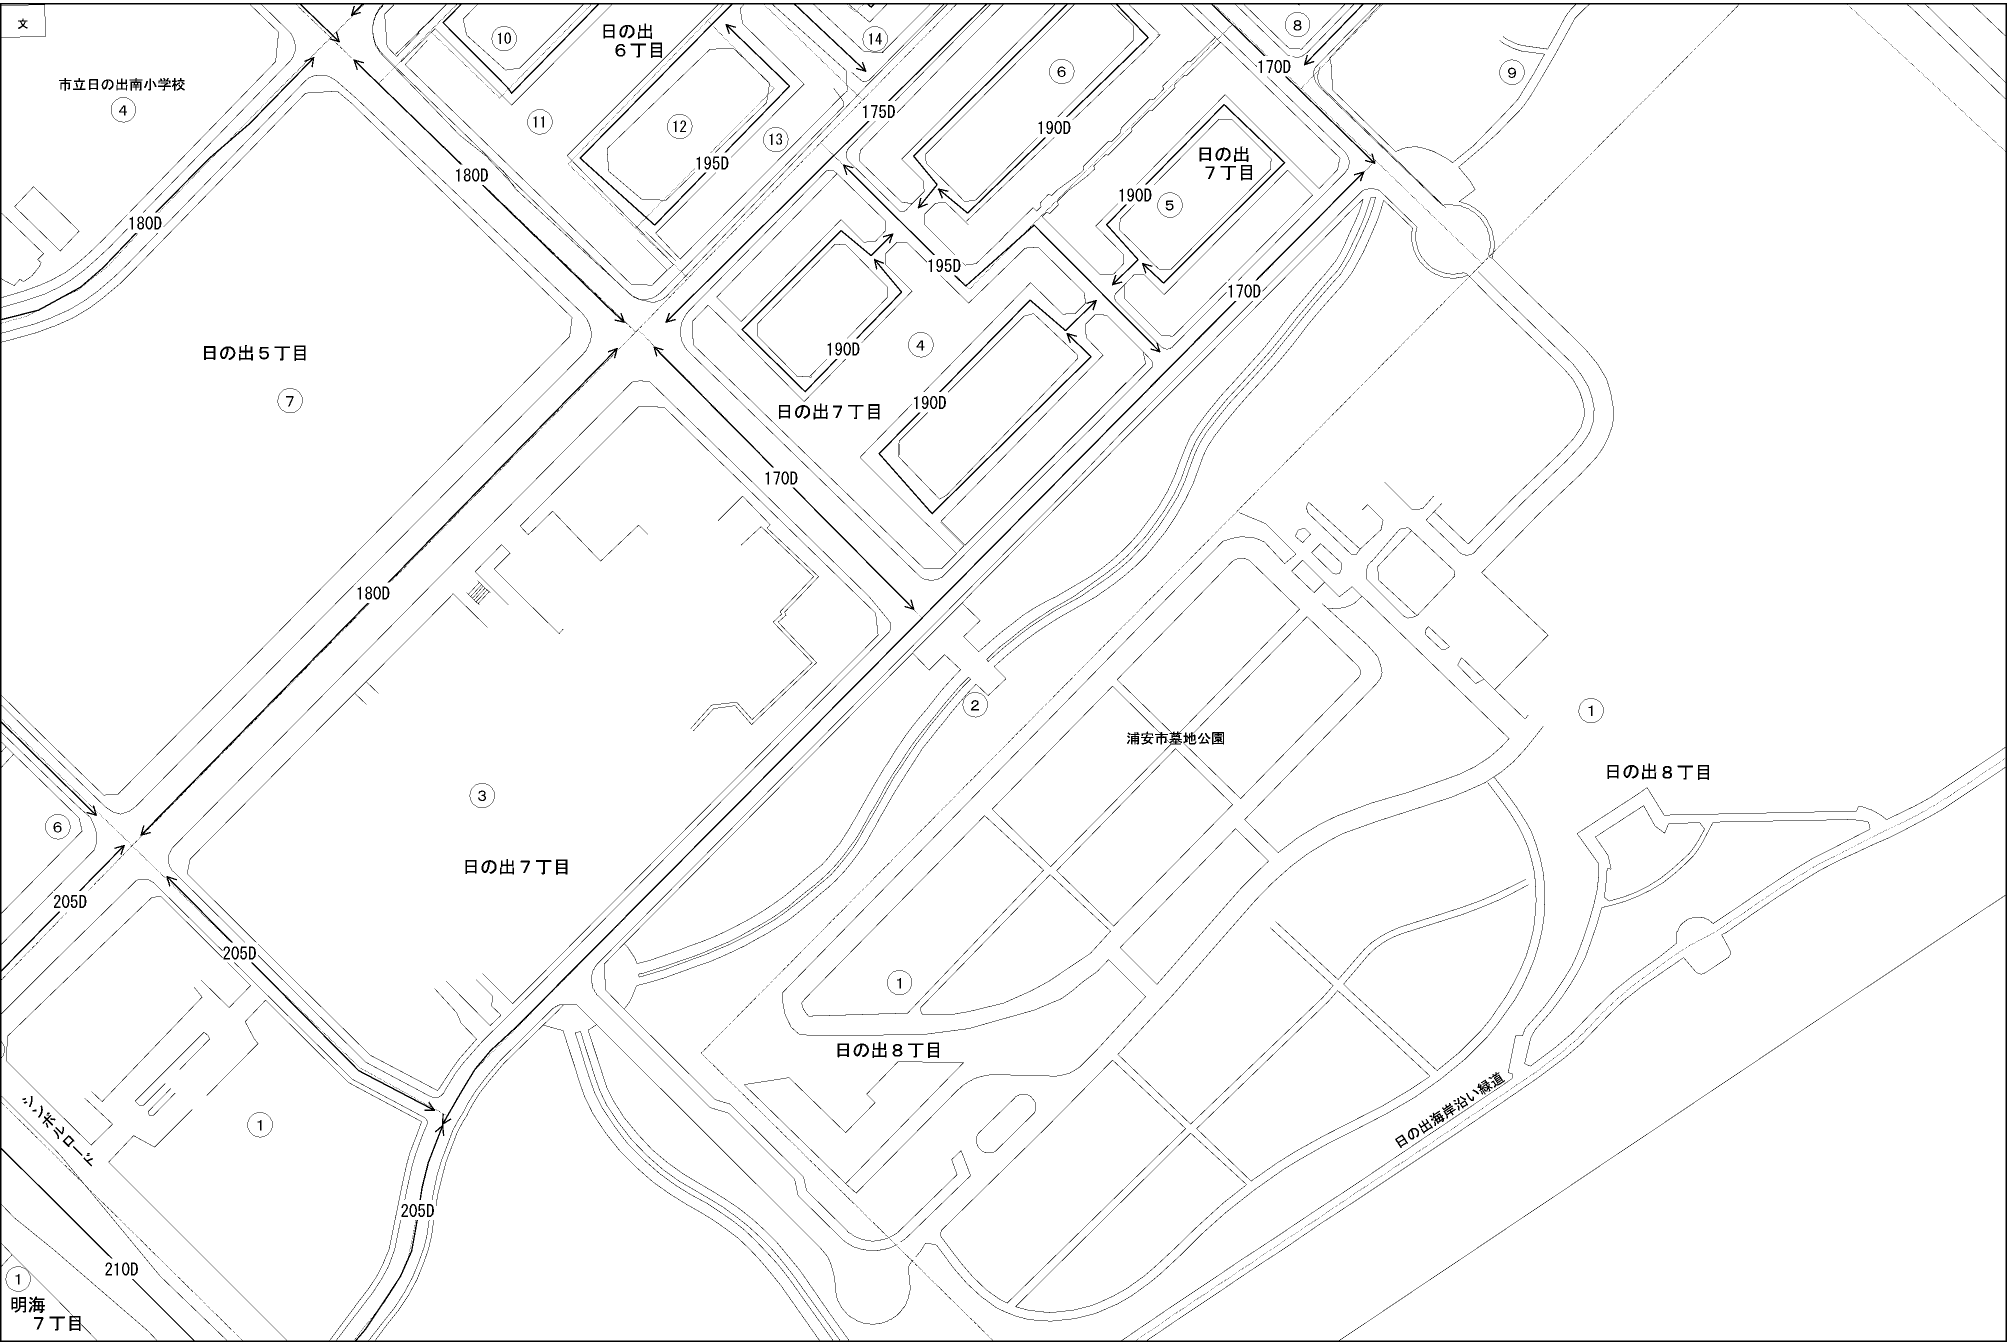 文
市立日の出南小学校
4
10
日の出
6丁目
14
8
170D
9
6
175D
11
12
13
195D
190D
180D
日の出
7丁目
190D
5
180D
195D
170D
日の出5丁目
7
190D
4
190D
日の出7丁目
170D
180D
2
浦安市墓地公園
1
日の出8丁目
3
6
日の出7丁目
205D
205D
1
日の出8丁目
シンボルロード
1
日の出海岸沿い緑道
205D
210D
1
明海
7丁目